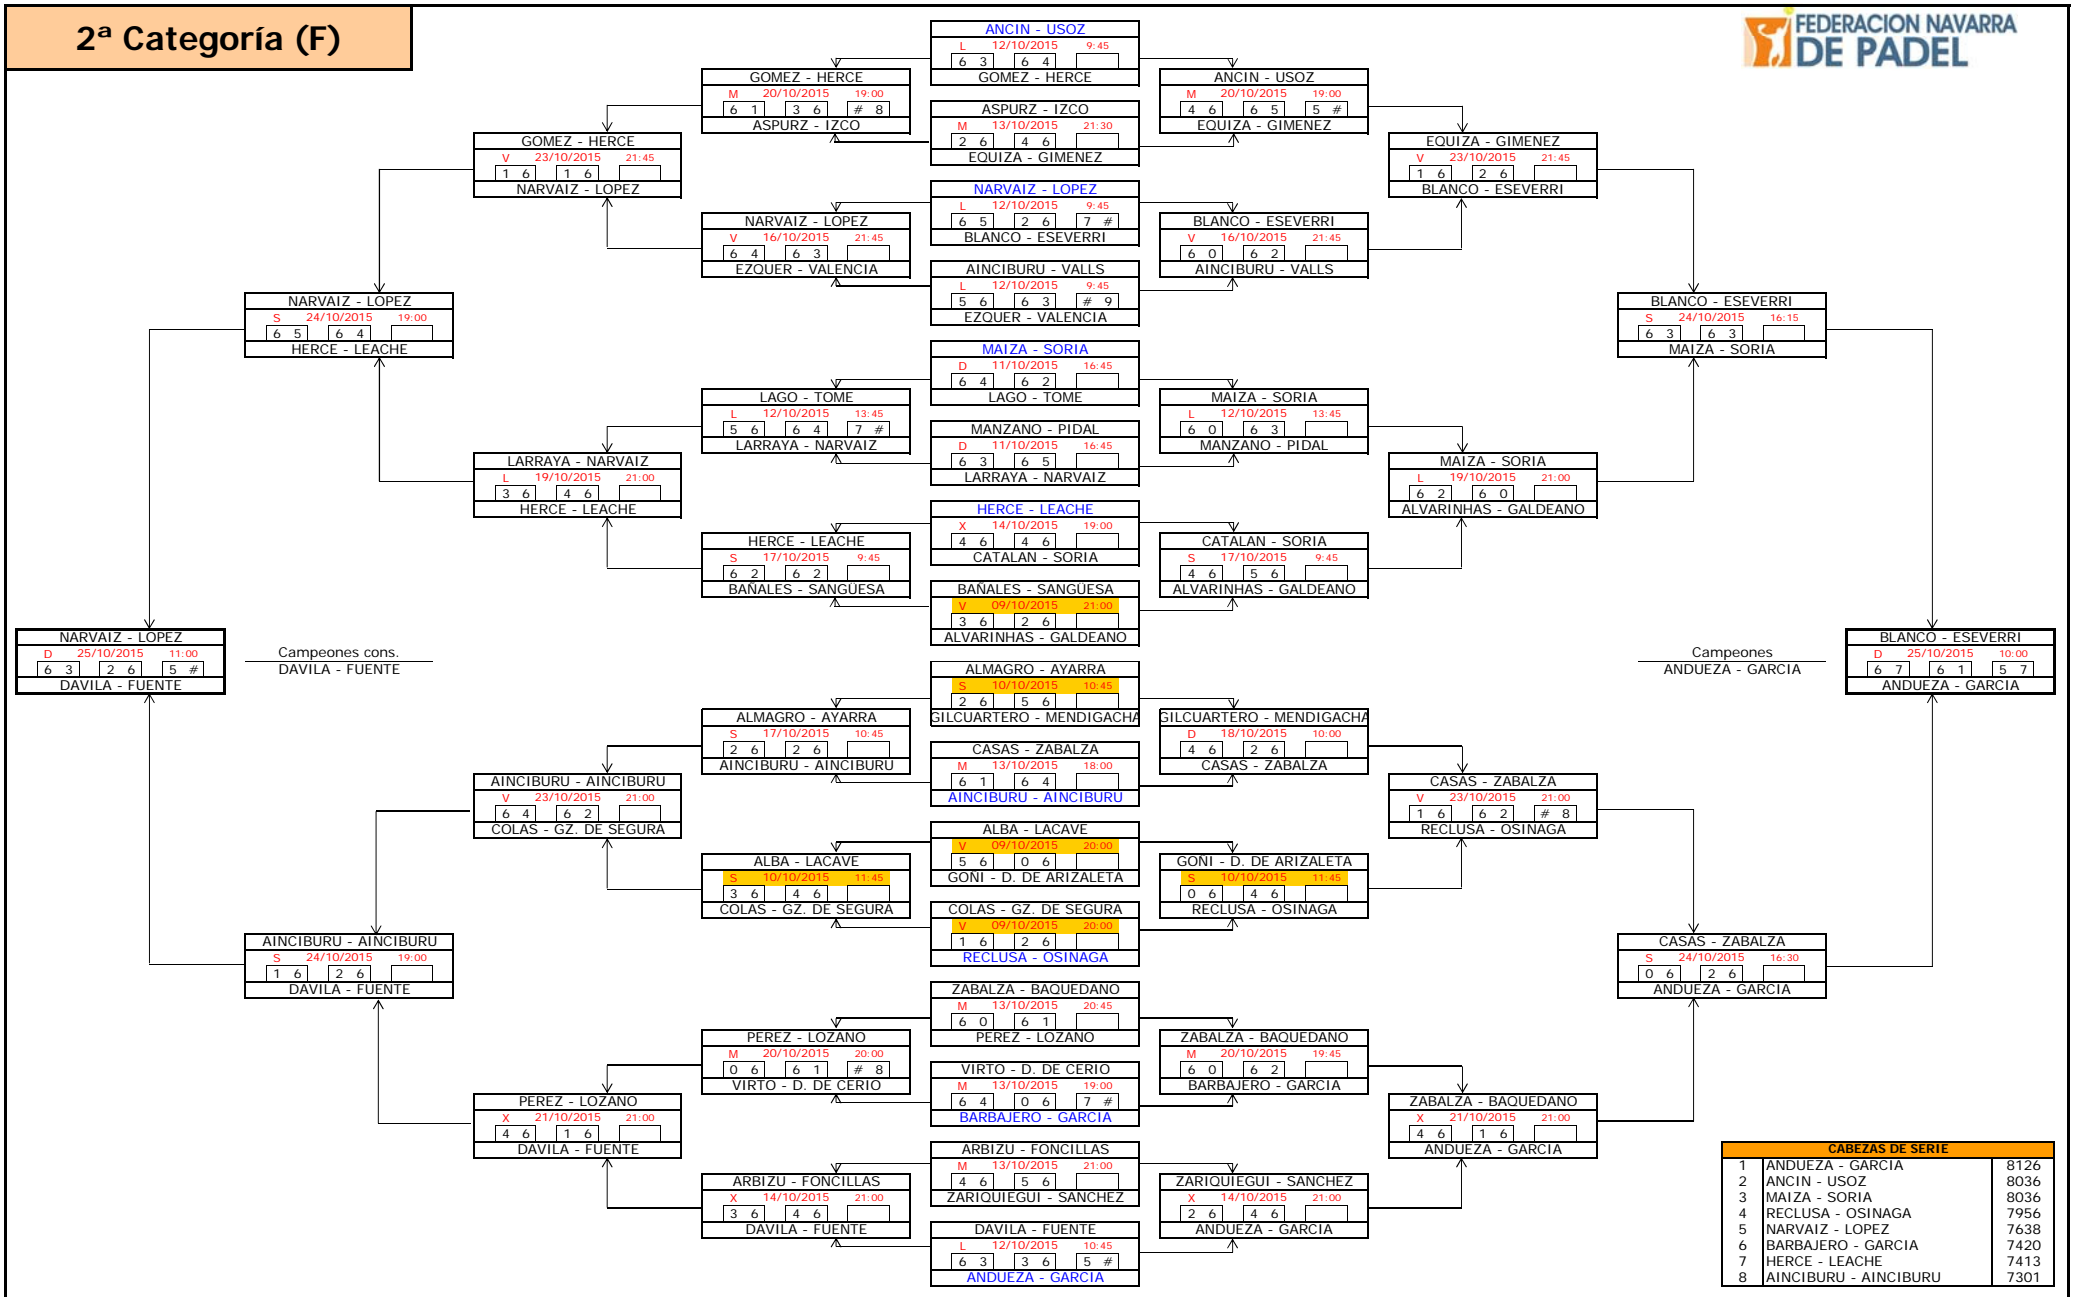 2ª Categoría (F)
FEDERACION NAVARRA
DE PADEL
NARVAIZ - LOPEZ
D 25/10/2015 11:00
6 3 2 6 5 #
DAVILA - FUENTE
Campeones cons.
DAVILA - FUENTE
NARVAIZ - LOPEZ
S 24/10/2015 19:00
6 5 6 4
HERCE - LEACHE
AINCIBURU - AINCIBURU
S 24/10/2015 19:00
1 6 2 6
DAVILA - FUENTE
GOMEZ - HERCE
V 23/10/2015 21:45
1 6 1 6
NARVAIZ - LOPEZ
LARRAYA - NARVAIZ
L 19/10/2015 21:00
3 6 4 6
HERCE - LEACHE
AINCIBURU - AINCIBURU
V 23/10/2015 21:00
6 4 6 2
COLAS - GZ. DE SEGURA
PEREZ - LOZANO
X 21/10/2015 21:00
4 6 1 6
DAVILA - FUENTE
GOMEZ - HERCE
M 20/10/2015 19:00
6 1 3 6 # 8
ASPURZ - IZCO
NARVAIZ - LOPEZ
V 16/10/2015 21:45
6 4 6 3
EZQUER - VALENCIA
LAGO - TOME
L 12/10/2015 13:45
5 6 6 4 7 #
LARRAYA - NARVAIZ
HERCE - LEACHE
S 17/10/2015 9:45
6 2 6 2
BAÑALES - SANGÜESA
ALMAGRO - AYARRA
S 17/10/2015 10:45
2 6 2 6
AINCIBURU - AINCIBURU
ALBA - LACAVE
S 10/10/2015 11:45
3 6 4 6
COLAS - GZ. DE SEGURA
PEREZ - LOZANO
M 20/10/2015 20:00
0 6 6 1 # 8
VIRTO - D. DE CERIO
ARBIZU - FONCILLAS
X 14/10/2015 21:00
3 6 4 6
DAVILA - FUENTE
ANCIN - USOZ
L 12/10/2015 9:45
6 3 6 4
GOMEZ - HERCE
ASPURZ - IZCO
M 13/10/2015 21:30
2 6 4 6
EQUIZA - GIMENEZ
NARVAIZ - LOPEZ
L 12/10/2015 9:45
6 5 2 6 7 #
BLANCO - ESEVERRI
AINCIBURU - VALLS
L 12/10/2015 9:45
5 6 6 3 # 9
EZQUER - VALENCIA
MAIZA - SORIA
D 11/10/2015 16:45
6 4 6 2
LAGO - TOME
MANZANO - PIDAL
D 11/10/2015 16:45
6 3 6 5
LARRAYA - NARVAIZ
HERCE - LEACHE
X 14/10/2015 19:00
4 6 4 6
CATALAN - SORIA
BAÑALES - SANGÜESA
V 09/10/2015 21:00
3 6 2 6
ALVARINHAS - GALDEANO
ALMAGRO - AYARRA
S 10/10/2015 10:45
2 6 5 6
GILCUARTERO - MENDIGACHA
CASAS - ZABALZA
M 13/10/2015 18:00
6 1 6 4
AINCIBURU - AINCIBURU
ALBA - LACAVE
V 09/10/2015 20:00
5 6 0 6
GOÑI - D. DE ARIZALETA
COLAS - GZ. DE SEGURA
V 09/10/2015 20:00
1 6 2 6
RECLUSA - OSINAGA
ZABALZA - BAQUEDANO
M 13/10/2015 20:45
6 0 6 1
PEREZ - LOZANO
VIRTO - D. DE CERIO
M 13/10/2015 19:00
6 4 0 6 7 #
BARBAJERO - GARCIA
ARBIZU - FONCILLAS
M 13/10/2015 21:00
4 6 5 6
ZARIQUIEGUI - SANCHEZ
DAVILA - FUENTE
L 12/10/2015 10:45
6 3 3 6 5 #
ANDUEZA - GARCIA
ANCIN - USOZ
M 20/10/2015 19:00
4 6 6 5 5 #
EQUIZA - GIMENEZ
BLANCO - ESEVERRI
V 16/10/2015 21:45
6 0 6 2
AINCIBURU - VALLS
MAIZA - SORIA
L 12/10/2015 13:45
6 0 6 3
MANZANO - PIDAL
CATALAN - SORIA
S 17/10/2015 9:45
4 6 5 6
ALVARINHAS - GALDEANO
GILCUARTERO - MENDIGACHA
D 18/10/2015 10:00
4 6 2 6
CASAS - ZABALZA
GOÑI - D. DE ARIZALETA
S 10/10/2015 11:45
0 6 4 6
RECLUSA - OSINAGA
ZABALZA - BAQUEDANO
M 20/10/2015 19:45
6 0 6 2
BARBAJERO - GARCIA
ZARIQUIEGUI - SANCHEZ
X 14/10/2015 21:00
2 6 4 6
ANDUEZA - GARCIA
EQUIZA - GIMENEZ
V 23/10/2015 21:45
1 6 2 6
BLANCO - ESEVERRI
MAIZA - SORIA
L 19/10/2015 21:00
6 2 6 0
ALVARINHAS - GALDEANO
CASAS - ZABALZA
V 23/10/2015 21:00
1 6 6 2 # 8
RECLUSA - OSINAGA
ZABALZA - BAQUEDANO
X 21/10/2015 21:00
4 6 1 6
ANDUEZA - GARCIA
BLANCO - ESEVERRI
S 24/10/2015 16:15
6 3 6 3
MAIZA - SORIA
CASAS - ZABALZA
S 24/10/2015 16:30
0 6 2 6
ANDUEZA - GARCIA
Campeones
ANDUEZA - GARCIA
BLANCO - ESEVERRI
D 25/10/2015 10:00
6 7 6 1 5 7
ANDUEZA - GARCIA
CABEZAS DE SERIE
1 ANDUEZA - GARCIA 8126
2 ANCIN - USOZ 8036
3 MAIZA - SORIA 8036
4 RECLUSA - OSINAGA 7956
5 NARVAIZ - LOPEZ 7638
6 BARBAJERO - GARCIA 7420
7 HERCE - LEACHE 7413
8 AINCIBURU - AINCIBURU 7301